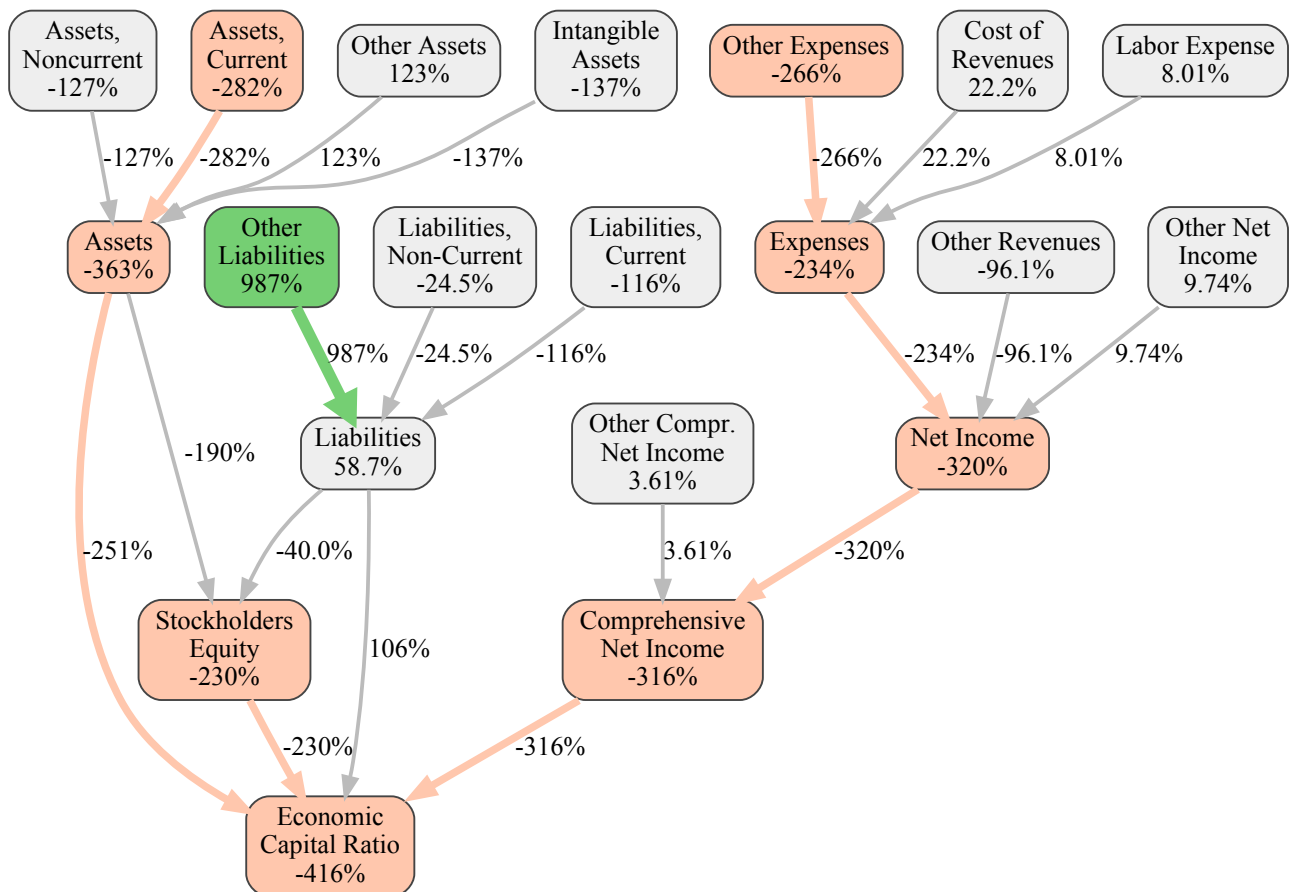 Assets,
Noncurrent
-127%
Assets,
Current
-282%
Other Assets
123%
Intangible
Assets
-137%
Other Expenses
-266%
Cost of
Revenues
22.2%
Labor Expense
8.01%
-127%
-282%
123%
-137%
-266%
22.2%
8.01%
Assets
-363%
Other
Liabilities
987%
Liabilities,
Non-Current
-24.5%
Liabilities,
Current
-116%
Expenses
-234%
Other Revenues
-96.1%
Other Net
Income
9.74%
987%
-24.5%
-116%
-234%
-96.1%
9.74%
-190%
Liabilities
58.7%
Other Compr.
Net Income
3.61%
Net Income
-320%
-251%
-40.0%
3.61%
-320%
Stockholders
Equity
-230%
106%
Comprehensive
Net Income
-316%
-230%
-316%
Economic
Capital Ratio
-416%